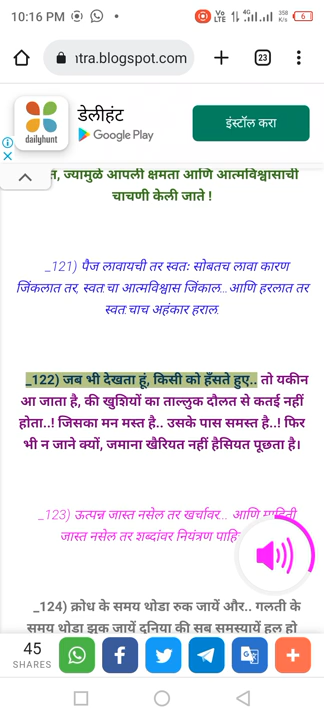 10:16 PM
Vo LTE 4G 358 K/s 6
ntra.blogspot.com
23
डेलीहंट
Google Play
इंस्टॉल करा
dailyhunt
ज्यामुळे आपली क्षमता आणि आत्मविश्वासाची
चाचणी केली जाते !
_121) पैज लावायची तर स्वतः सोबतच लावा कारण
जिंकलात तर, स्वतःचा आत्मविश्वास जिंकाल...आणि हरलात तर
स्वतःचाच अहंकार हराल.
_122) जब भी देखता हूं, किसी को हँसते हुए.. तो यकीन
आ जाता है, की खुशियों का ताल्लुक दौलत से कतई नहीं
होता..! जिसका मन मस्त है.. उसके पास समस्त है..! फिर
भी न जाने क्यों, जमाना खैरियत नहीं हैसियत पूछता है।
_123) ऊत्पन्न जास्त नसेल तर खर्चावर... आणि माहिती
जास्त नसेल तर शब्दांवर नियंत्रण
_124) क्रोध के समय थोडा रुक जायें और.. गलती के
समय थोडा झुक जायें दुनिया की सब समस्यायें हल हो
45
SHARES